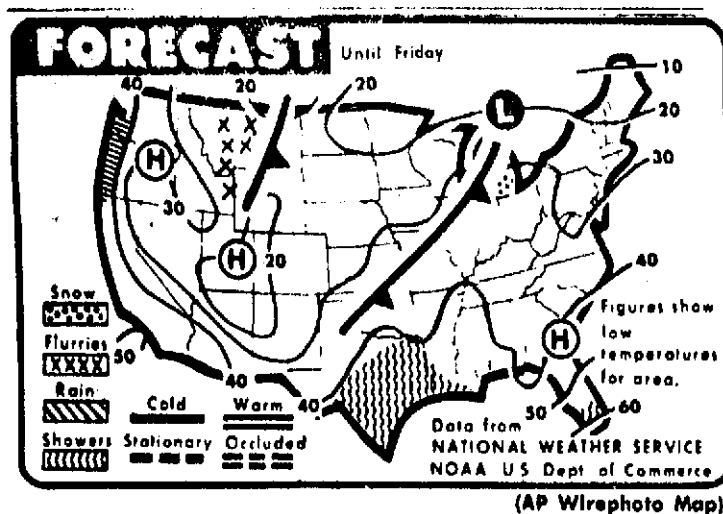 FORECAST
Until Friday
40
20
20
10
20
30
H
L
30
H
20
40
Snow
Flurries
50
Rain
Showers
40
Cold
Warm
Stationary
Occluded
40
H
Figures show
low
temperatures
for area.
50
60
Data from
NATIONAL WEATHER SERVICE
NOAA US Dept of Commerce
(AP Wirephoto Map)